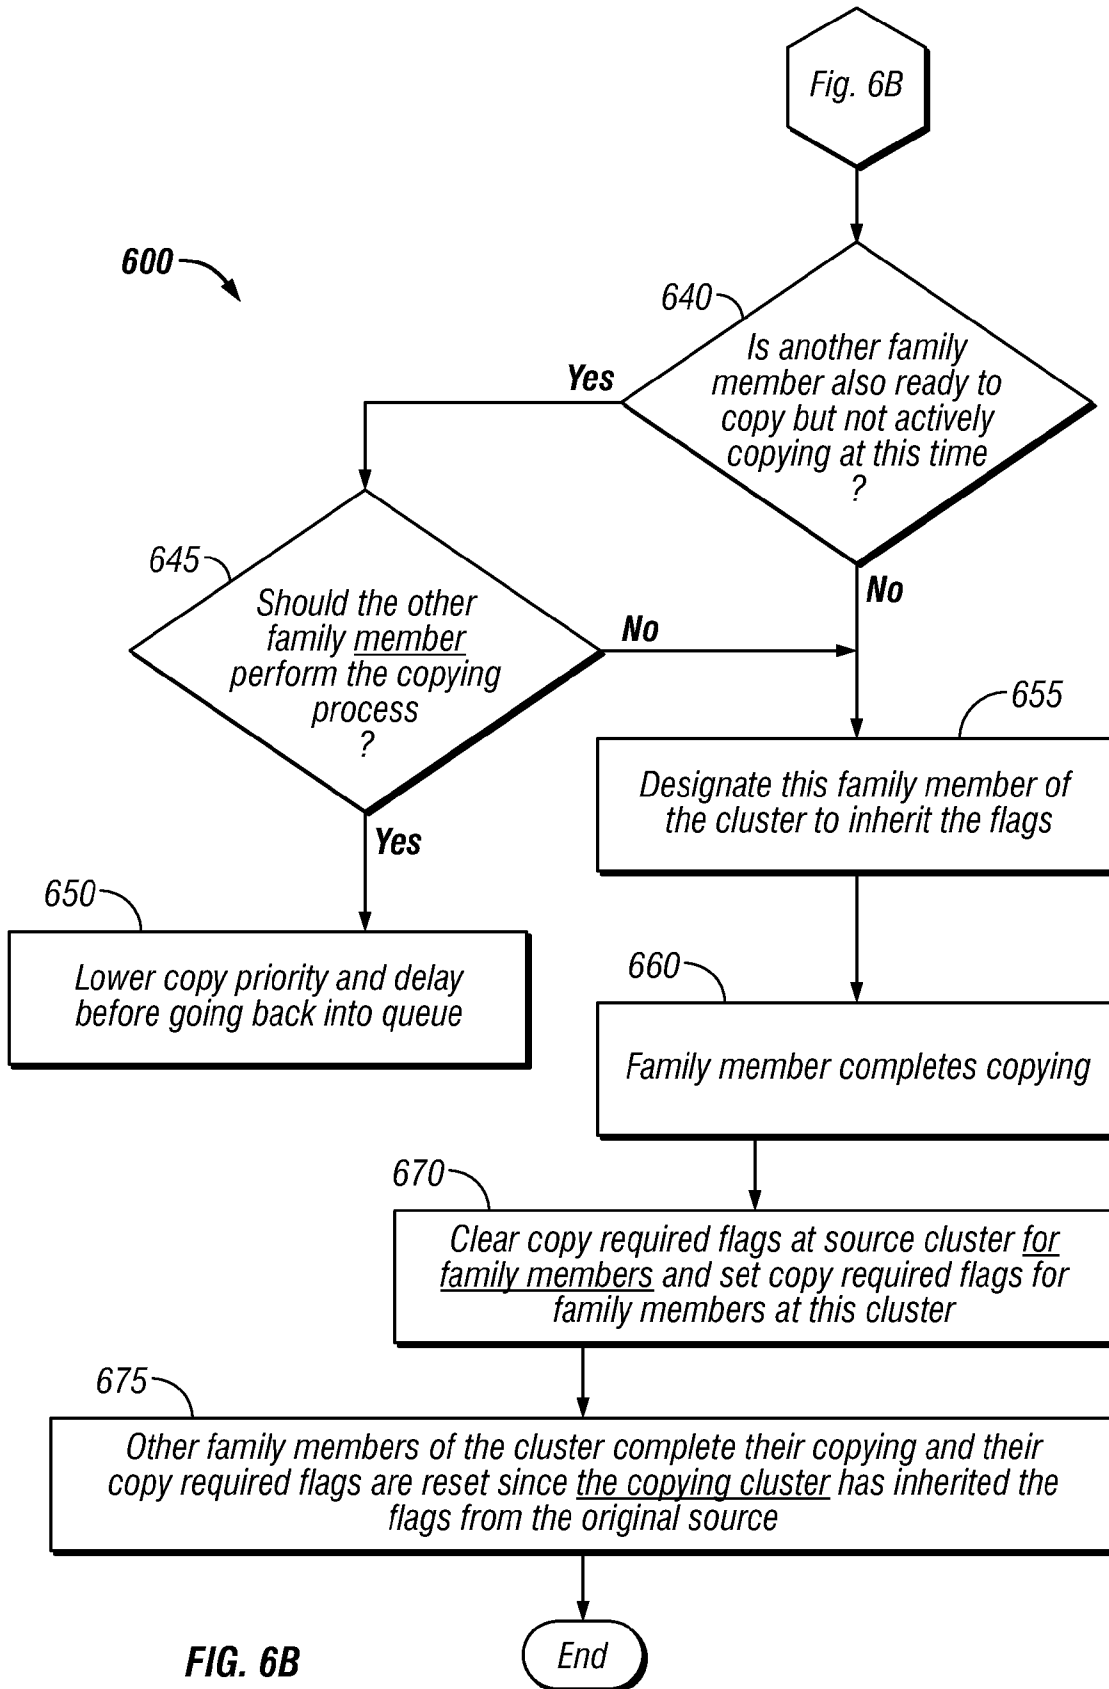 Fig. 6B
600
640
Is another family
member also ready to
copy but not actively
copying at this time
?
Yes
No
645
Should the other
family member
perform the copying
process
?
No
Yes
655
Designate this family member of
the cluster to inherit the flags
650
Lower copy priority and delay
before going back into queue
660
Family member completes copying
670
Clear copy required flags at source cluster for
family members and set copy required flags for
family members at this cluster
675
Other family members of the cluster complete their copying and their
copy required flags are reset since the copying cluster has inherited the
flags from the original source
End
FIG. 6B